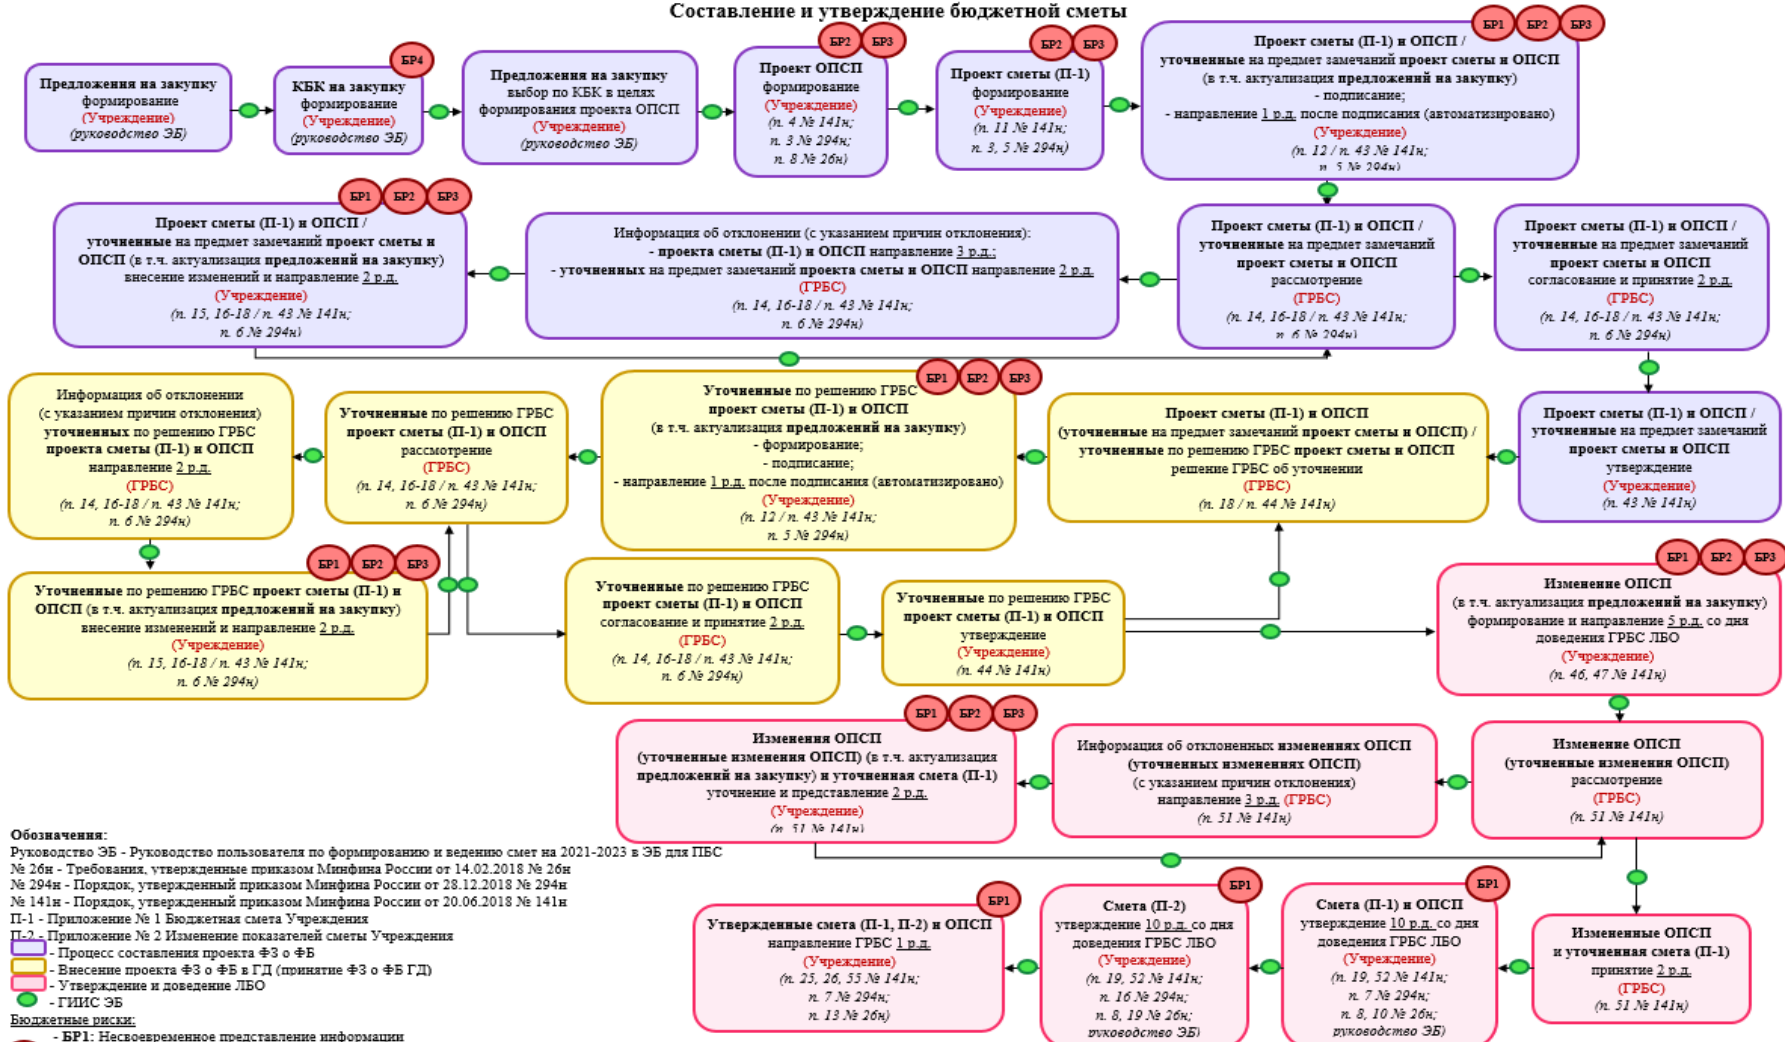 Составление и утверждение бюджетной сметы
БР4
БР2
БР3
БР2
БР3
БР1
БР2
БР3
Предложения на закупку
формирование
(Учреждение)
(руководство ЭБ)
КБК на закупку
формирование
(Учреждение)
(руководство ЭБ)
Предложения на закупку
выбор по КБК в целях
формирования проекта ОПСП
(Учреждение)
(руководство ЭБ)
Проект ОПСП
формирование
(Учреждение)
(п. 4 № 141н;
п. 3 № 294н;
п. 8 № 26н)
Проект сметы (П-1)
формирование
(Учреждение)
(п. 11 № 141н;
п. 3, 5 № 294н)
Проект сметы (П-1) и ОПСП /
уточненные на предмет замечаний проект сметы и ОПСП
(в т.ч. актуализация предложений на закупку)
- подписание;
- направление 1 р.д. после подписания (автоматизировано)
(Учреждение)
(п. 12 / п. 43 № 141н;
п. 5 № 294н)
БР1
БР2
БР3
Проект сметы (П-1) и ОПСП /
уточненные на предмет замечаний проект сметы и
ОПСП (в т.ч. актуализация предложений на закупку)
внесение изменений и направление 2 р.д.
(Учреждение)
(п. 15, 16-18 / п. 43 № 141н;
п. 6 № 294н)
Информация об отклонении (с указанием причин отклонения):
- проекта сметы (П-1) и ОПСП направление 3 р.д.;
- уточненных на предмет замечаний проекта сметы и ОПСП направление 2 р.д.
(ГРБС)
(п. 14, 16-18 / п. 43 № 141н;
п. 6 № 294н)
Проект сметы (П-1) и ОПСП /
уточненные на предмет замечаний
проект сметы и ОПСП
рассмотрение
(ГРБС)
(п. 14, 16-18 / п. 43 № 141н;
п. 6 № 294н)
Проект сметы (П-1) и ОПСП /
уточненные на предмет замечаний
проект сметы и ОПСП
согласование и принятие 2 р.д.
(ГРБС)
(п. 14, 16-18 / п. 43 № 141н;
п. 6 № 294н)
Информация об отклонении
(с указанием причин отклонения)
уточненных по решению ГРБС
проекта сметы (П-1) и ОПСП
направление 2 р.д.
(ГРБС)
(п. 14, 16-18 / п. 43 № 141н;
п. 6 № 294н)
Уточненные по решению ГРБС
проект сметы (П-1) и ОПСП
рассмотрение
(ГРБС)
(п. 14, 16-18 / п. 43 № 141н;
п. 6 № 294н)
БР1
БР2
БР3
Уточненные по решению ГРБС
проект сметы (П-1) и ОПСП
(в т.ч. актуализация предложений на закупку)
- формирование;
- подписание;
- направление 1 р.д. после подписания (автоматизировано)
(Учреждение)
(п. 12 / п. 43 № 141н;
п. 5 № 294н)
Проект сметы (П-1) и ОПСП
(уточненные на предмет замечаний проект сметы и ОПСП) /
уточненные по решению ГРБС проект сметы и ОПСП
решение ГРБС об уточнении
(ГРБС)
(п. 18 / п. 44 № 141н)
Проект сметы (П-1) и ОПСП /
уточненные на предмет замечаний
проект сметы и ОПСП
утверждение
(Учреждение)
(п. 43 № 141н)
БР1
БР2
БР3
Уточненные по решению ГРБС проект сметы (П-1) и
ОПСП (в т.ч. актуализация предложений на закупку)
внесение изменений и направление 2 р.д.
(Учреждение)
(п. 15, 16-18 / п. 43 № 141н;
п. 6 № 294н)
Уточненные по решению ГРБС
проект сметы (П-1) и ОПСП
согласование и принятие 2 р.д.
(ГРБС)
(п. 14, 16-18 / п. 43 № 141н;
п. 6 № 294н)
Уточненные по решению ГРБС
проект сметы (П-1) и ОПСП
утверждение
(Учреждение)
(п. 44 № 141н)
БР1
БР2
БР3
Изменение ОПСП
(в т.ч. актуализация предложений на закупку)
формирование и направление 5 р.д. со дня
доведения ГРБС ЛБО
(Учреждение)
(п. 46, 47 № 141н)
БР1
БР2
БР3
Изменения ОПСП
(уточненные изменения ОПСП) (в т.ч. актуализация
предложений на закупку) и уточненная смета (П-1)
уточнение и представление 2 р.д.
(Учреждение)
(п. 51 № 141н)
Информация об отклоненных изменениях ОПСП
(уточненных изменениях ОПСП)
(с указанием причин отклонения)
направление 3 р.д. (ГРБС)
(п. 51 № 141н)
Изменение ОПСП
(уточненные изменения ОПСП)
рассмотрение
(ГРБС)
(п. 51 № 141н)
БР1
Утвержденные смета (П-1, П-2) и ОПСП
направление ГРБС 1 р.д.
(Учреждение)
(п. 25, 26, 55 № 141н;
п. 7 № 294н;
п. 13 № 26н)
БР1
Смета (П-2)
утверждение 10 р.д. со дня
доведения ГРБС ЛБО
(Учреждение)
(п. 19, 52 № 141н;
п. 16 № 294н;
п. 8, 19 № 26н;
руководство ЭБ)
БР1
Смета (П-1) и ОПСП
утверждение 10 р.д. со дня
доведения ГРБС ЛБО
(Учреждение)
(п. 19, 52 № 141н;
п. 7 № 294н;
п. 8, 10 № 26н;
руководство ЭБ)
Измененные ОПСП
и уточненная смета (П-1)
принятие 2 р.д.
(ГРБС)
(п. 51 № 141н)
Обозначения:
Руководство ЭБ - Руководство пользователя по формированию и ведению смет на 2021-2023 в ЭБ для ПБС
№ 26н - Требования, утвержденные приказом Минфина России от 14.02.2018 № 26н
№ 294н - Порядок, утвержденный приказом Минфина России от 28.12.2018 № 294н
№ 141н - Порядок, утвержденный приказом Минфина России от 20.06.2018 № 141н
П-1 - Приложение № 1 Бюджетная смета Учреждения
П-2 - Приложение № 2 Изменение показателей сметы Учреждения
- Процесс составления проекта ФЗ о ФБ
- Внесение проекта ФЗ о ФБ в ГД (принятие ФЗ о ФБ ГД)
- Утверждение и доведение ЛБО
- ГИИС ЭБ
Бюджетные риски:
- БР1: Несвоевременное представление информации